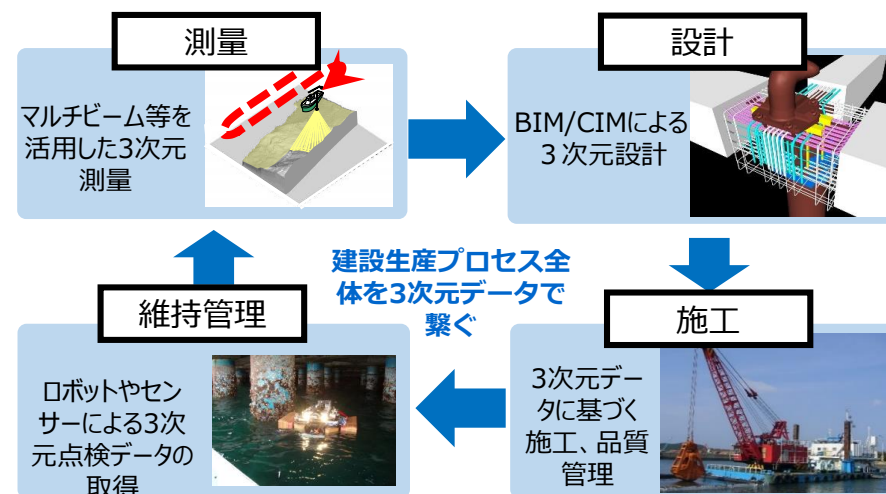 測量
マルチビーム等を
活用した3次元
測量
設計
BIM/CIMによる
３次元設計
建設生産プロセス全
体を3次元データで
繋ぐ
維持管理
ロボットやセン
サーによる3次
元点検データの
取得
施工
3次元デー
タに基づく
施工、品質
管理